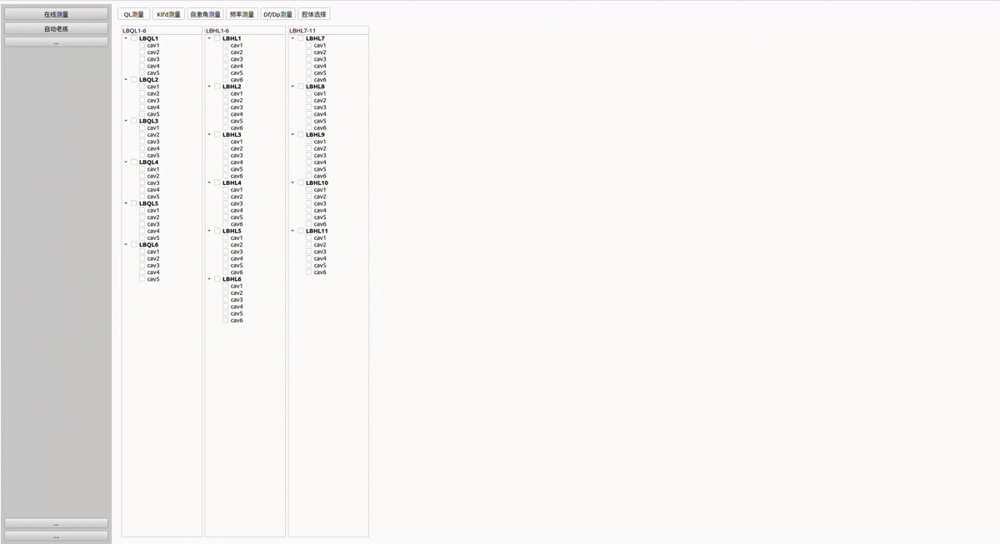 在线测量
自动老练
...
...
....
QL测量 Klfd测量 自激角测量 频率测量 Df/Dp测量 腔体选择
LBQL1-6
LBQL1
cav1
cav2
cav3
cav4
cav5
LBQL2
cav1
cav2
cav3
cav4
cav5
LBQL3
cav1
cav2
cav3
cav4
cav5
LBQL4
cav1
cav2
cav3
cav4
cav5
LBQL5
cav1
cav2
cav3
cav4
cav5
LBQL6
cav1
cav2
cav3
cav4
cav5
LBHL1-6
LBHL1
cav1
cav2
cav3
cav4
cav5
cav6
LBHL2
cav1
cav2
cav3
cav4
cav5
cav6
LBHL3
cav1
cav2
cav3
cav4
cav5
cav6
LBHL4
cav1
cav2
cav3
cav4
cav5
cav6
LBHL5
cav1
cav2
cav3
cav4
cav5
cav6
LBHL6
cav1
cav2
cav3
cav4
cav5
cav6
LBHL7-11
LBHL7
cav1
cav2
cav3
cav4
cav5
cav6
LBHL8
cav1
cav2
cav3
cav4
cav5
cav6
LBHL9
cav1
cav2
cav3
cav4
cav5
cav6
LBHL10
cav1
cav2
cav3
cav4
cav5
cav6
LBHL11
cav1
cav2
cav3
cav4
cav5
cav6